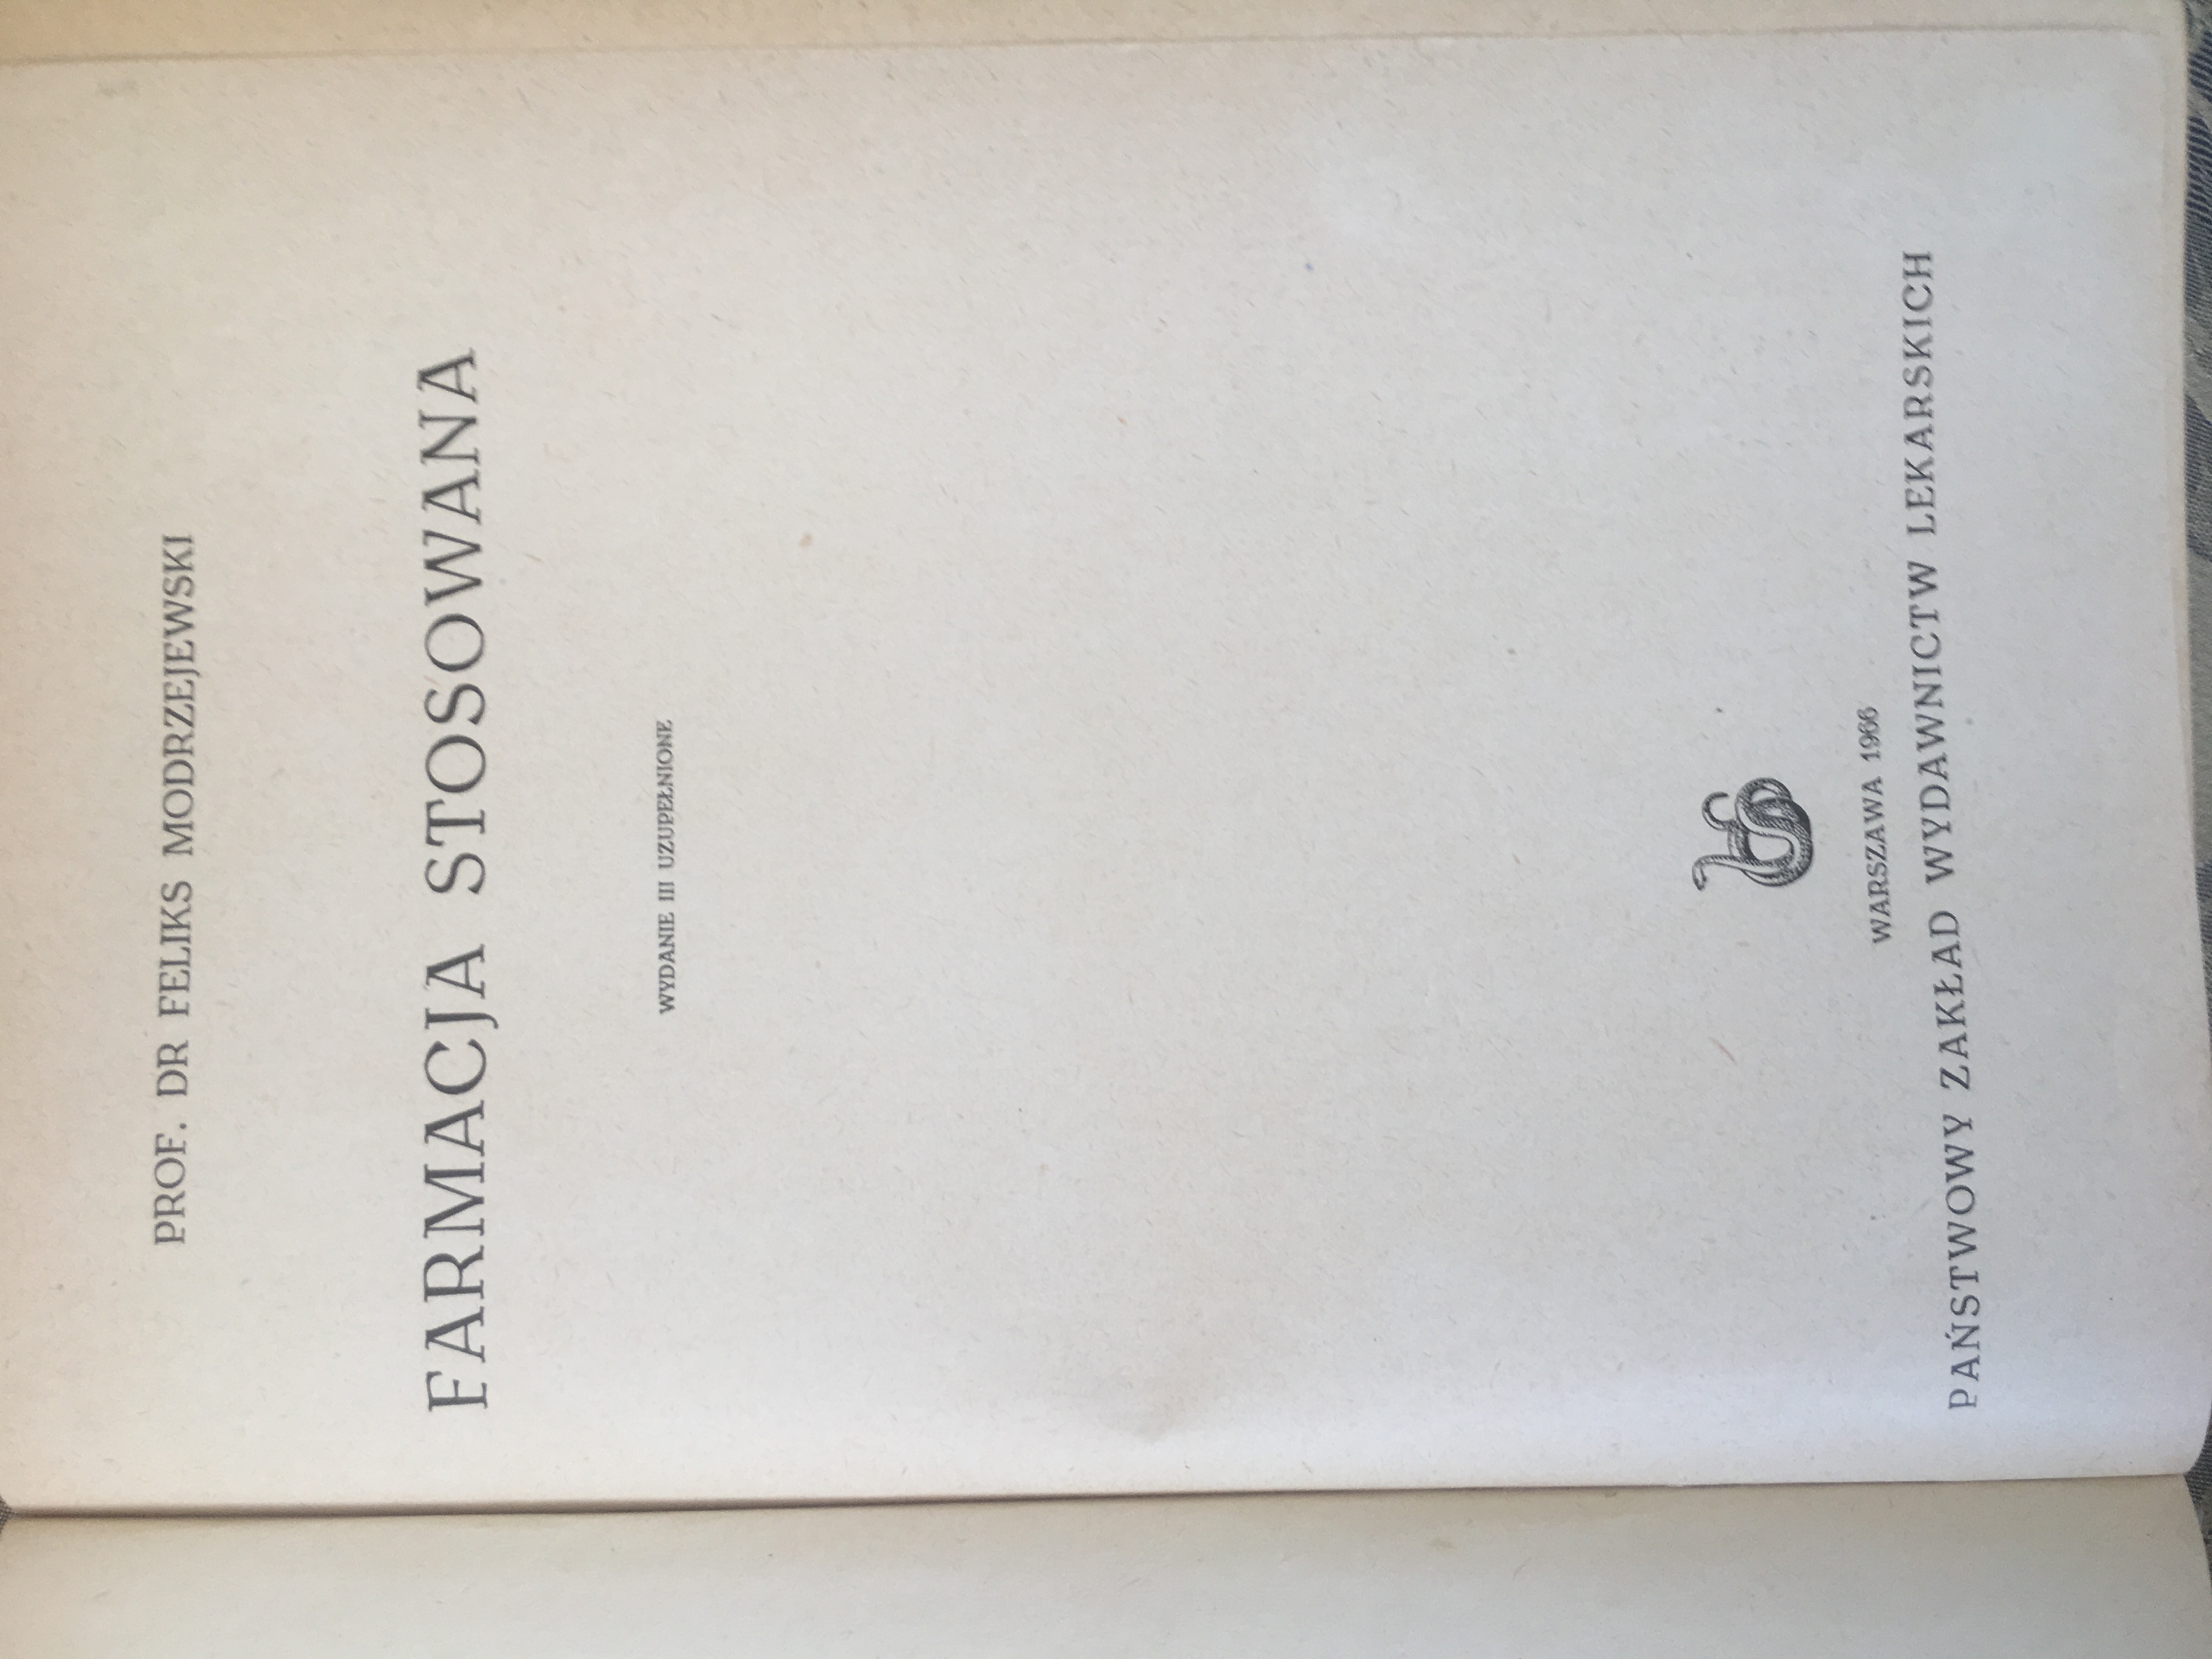 PROF. DR FELIKS MODRZEJEWSKI
FARMACJA STOSOWANA
WYDANIE III UZUPEŁNIONE
WARSZAWA 1966
PAŃSTWOWY ZAKŁAD WYDAWNICTW LEKARSKICH